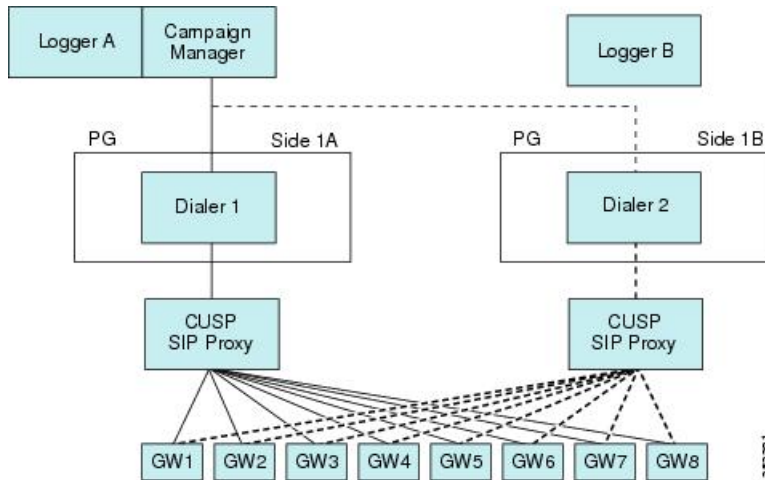 Logger A
Campaign
Manager
Logger B
PG
Side 1A
PG
Side 1B
Dialer 1
Dialer 2
CUSP
SIP Proxy
CUSP
SIP Proxy
GW1
GW2
GW3
GW4
GW5
GW6
GW7
GW8